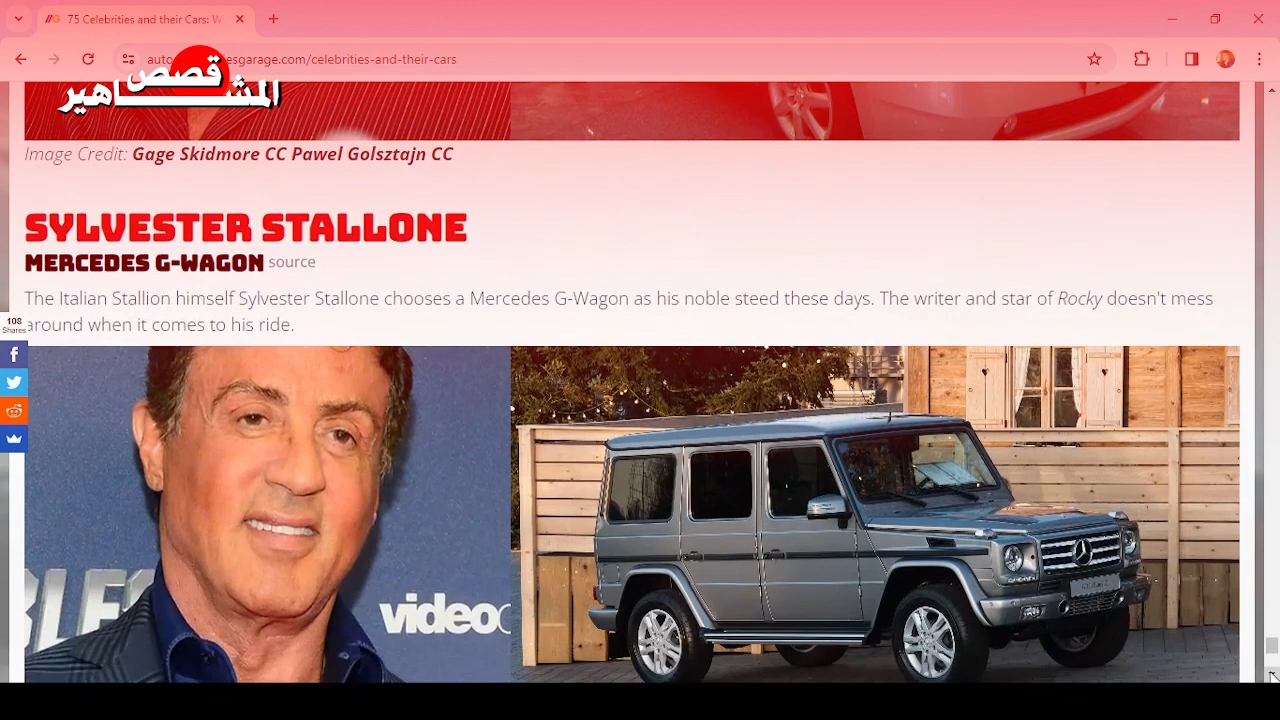 75 Celebrities and their Cars: W
esgarage.com/celebrities-and-their-cars
قصص
المشاهير
Image Credit: Gage Skidmore CC Pawel Golsztajn CC
SYLVESTER STALLONE
MERCEDES G-WAGON source
The Italian Stallion himself Sylvester Stallone chooses a Mercedes G-Wagon as his noble steed these days. The writer and star of Rocky doesn't mess
around when it comes to his ride.
108
Shares
video